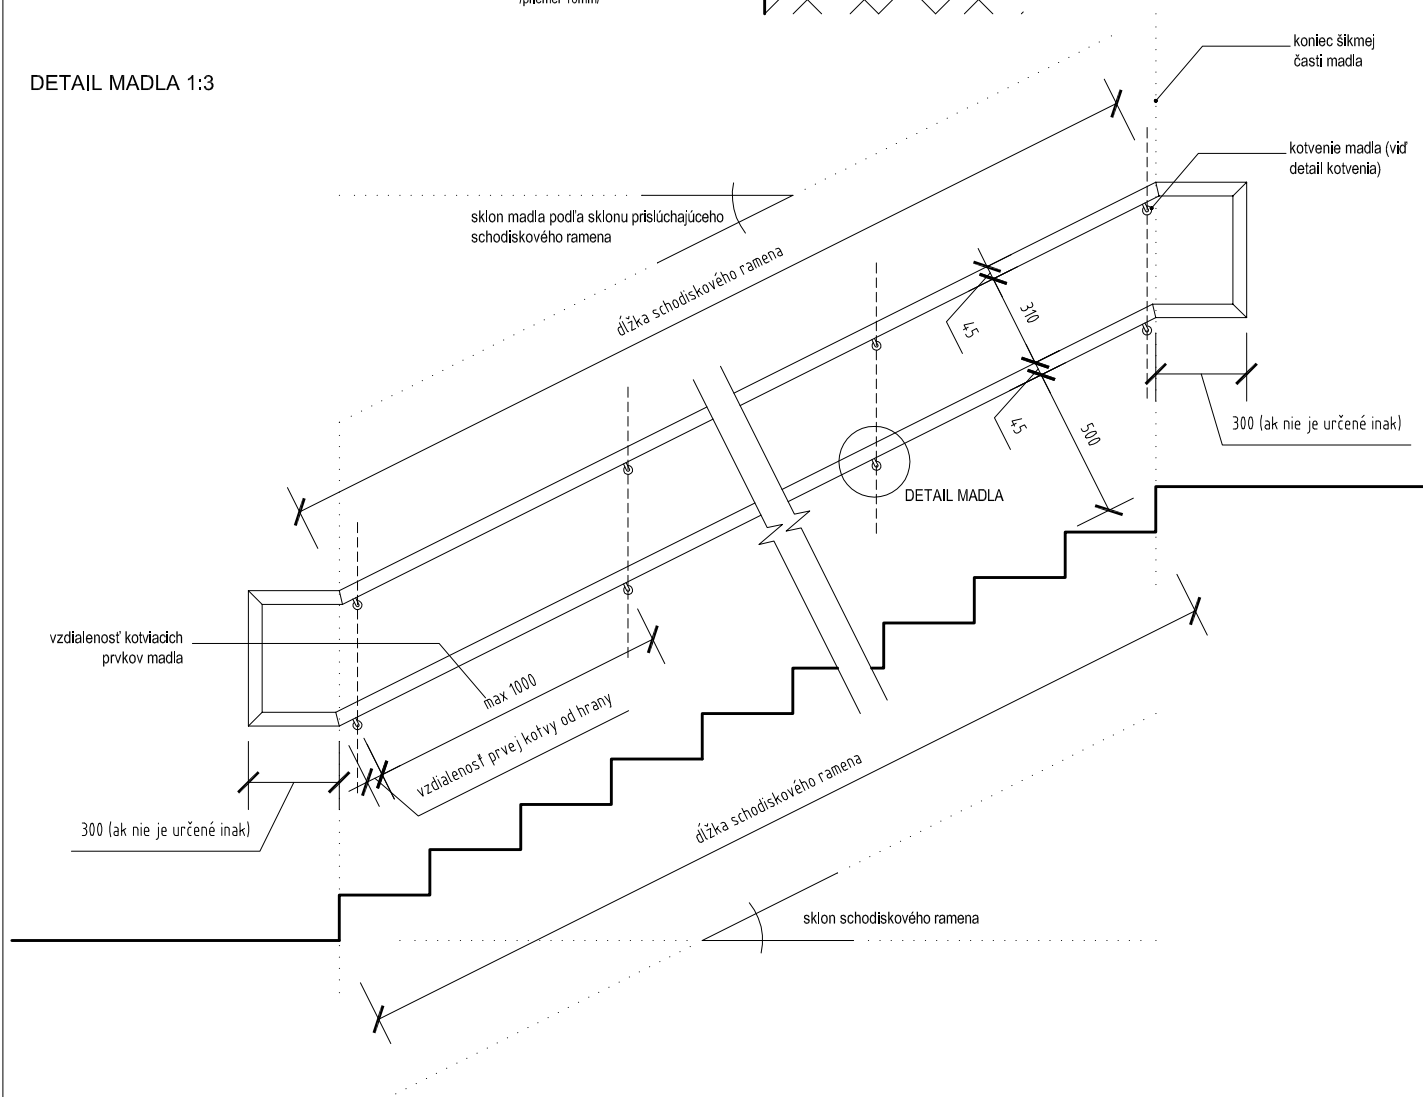 /priemer 10mm/
DETAIL MADLA 1:3
koniec šikmej
časti madla
kotvenie madla (viď
detail kotvenia)
sklon madla podľa sklonu prislúchajúceho
schodiskového ramena
dĺžka schodiskového ramena
310
45
45
500
300 (ak nie je určené inak)
DETAIL MADLA
vzdialenosť kotviacich
prvkov madla
max 1000
vzdialenosť prvej kotvy od hrany
300 (ak nie je určené inak)
dĺžka schodiskového ramena
sklon schodiskového ramena